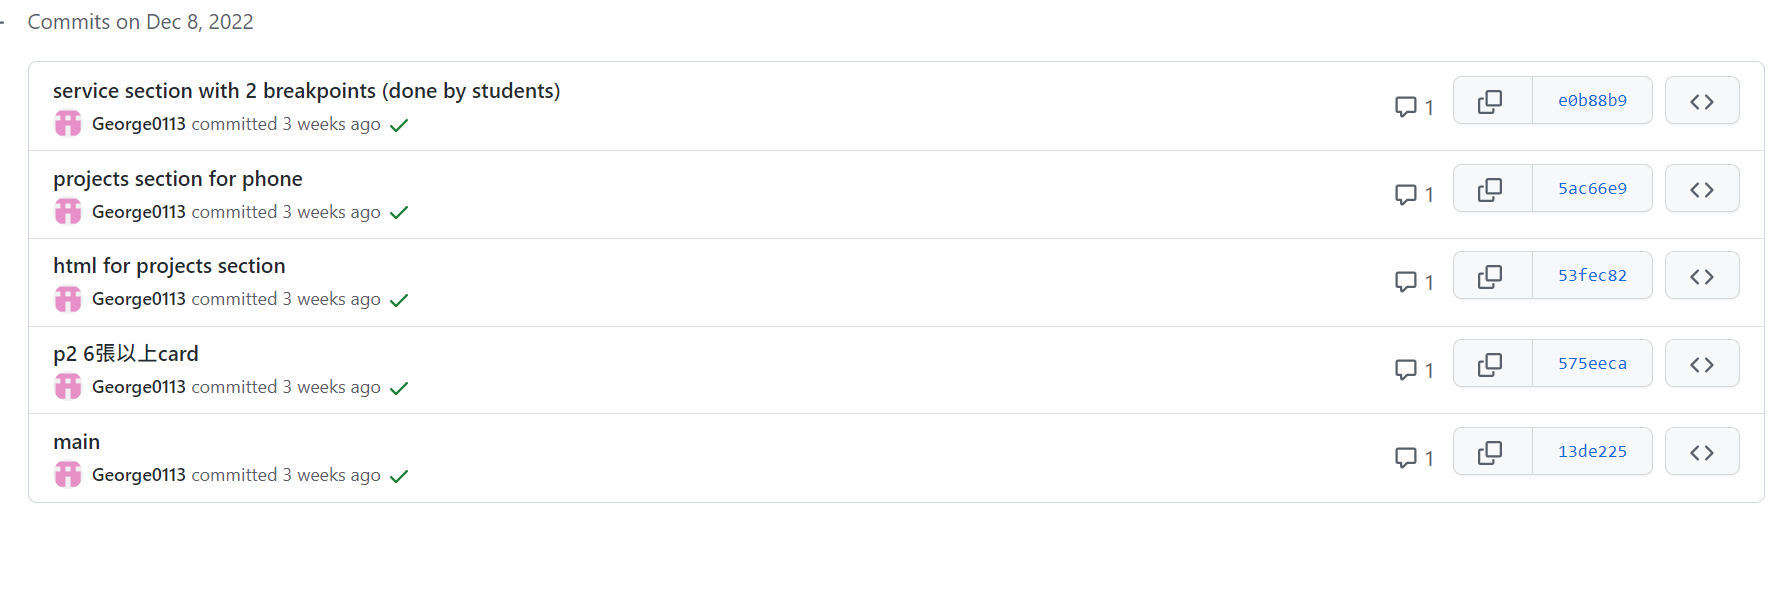 Commits on Dec 8, 2022
service section with 2 breakpoints (done by students)
George0113 committed 3 weeks ago
1
e0b88b9
projects section for phone
George0113 committed 3 weeks ago
1
5ac66e9
html for projects section
George0113 committed 3 weeks ago
1
53fec82
p2 6張以上card
George0113 committed 3 weeks ago
1
575eeca
main
George0113 committed 3 weeks ago
1
13de225